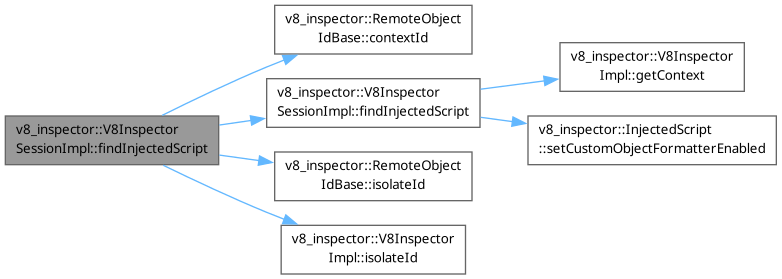 v8_inspector::V8Inspector
SessionImpl::findInjectedScript
v8_inspector::RemoteObject
IdBase::contextId
v8_inspector::V8Inspector
SessionImpl::findInjectedScript
v8_inspector::RemoteObject
IdBase::isolateId
v8_inspector::V8Inspector
Impl::isolateId
v8_inspector::V8Inspector
Impl::getContext
v8_inspector::InjectedScript
::setCustomObjectFormatterEnabled